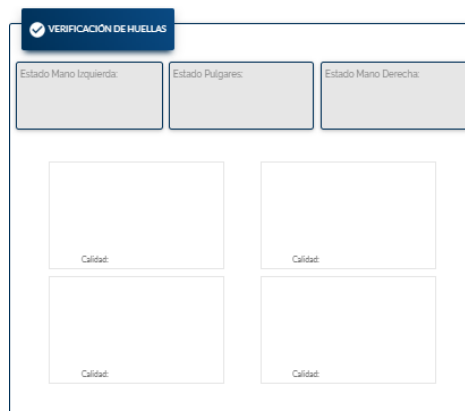 VERIFICACIÓN DE HUELLAS
Estado Mano Izquierda: Estado Pulgares: Estado Mano Derecha:
Calidad: Calidad:
Calidad: Calidad: